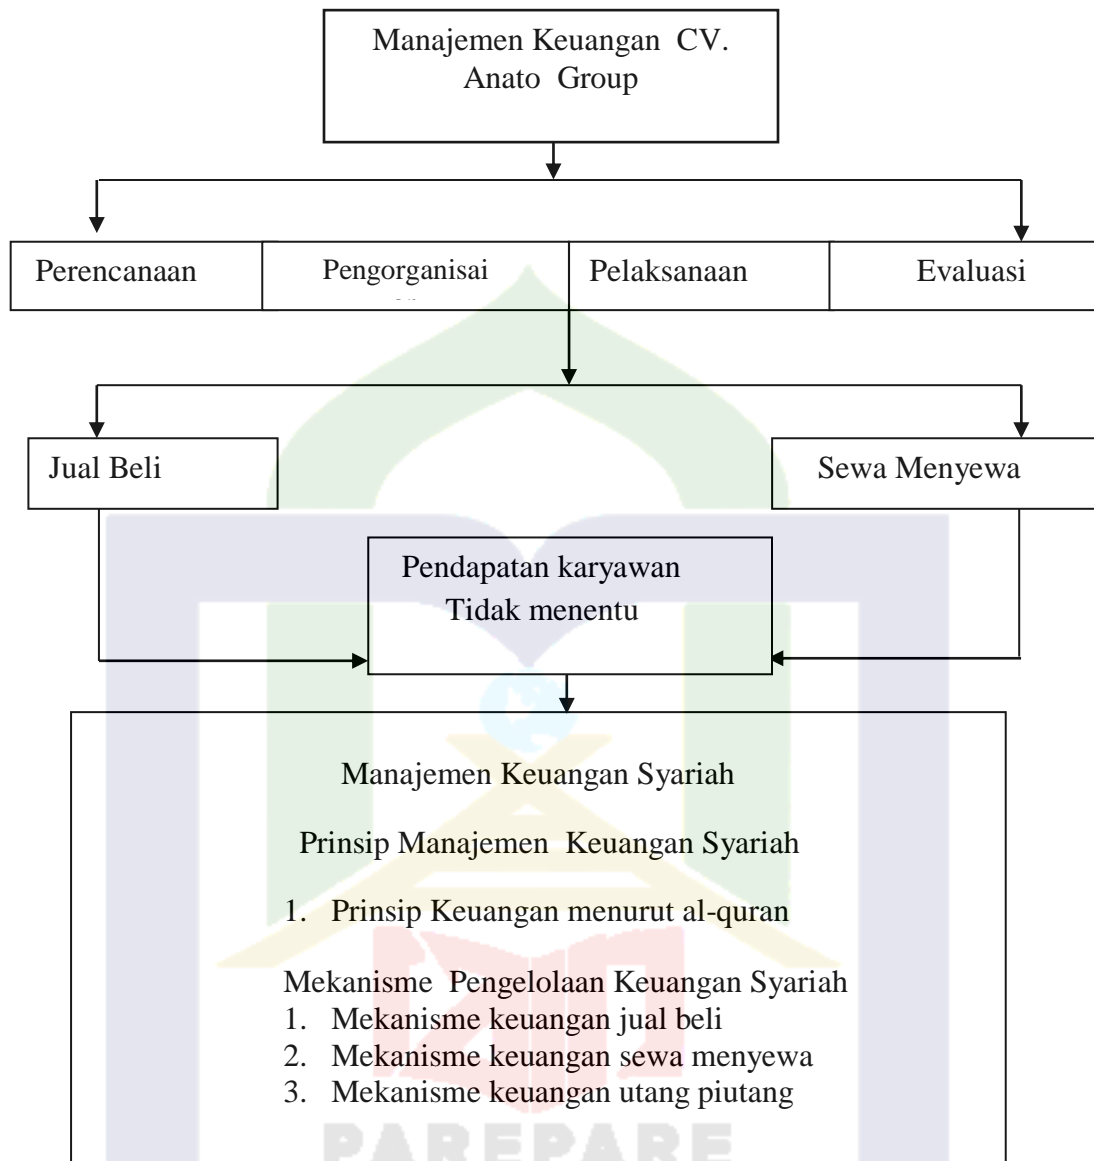 Manajemen Keuangan CV.
Anato Group
Perencanaan
Pengorganisai
Pelaksanaan
Evaluasi
Jual Beli
Sewa Menyewa
Pendapatan karyawan
Tidak menentu
Manajemen Keuangan Syariah
Prinsip Manajemen Keuangan Syariah
1. Prinsip Keuangan menurut al-quran
Mekanisme Pengelolaan Keuangan Syariah
1. Mekanisme keuangan jual beli
2. Mekanisme keuangan sewa menyewa
3. Mekanisme keuangan utang piutang
PAREPARE